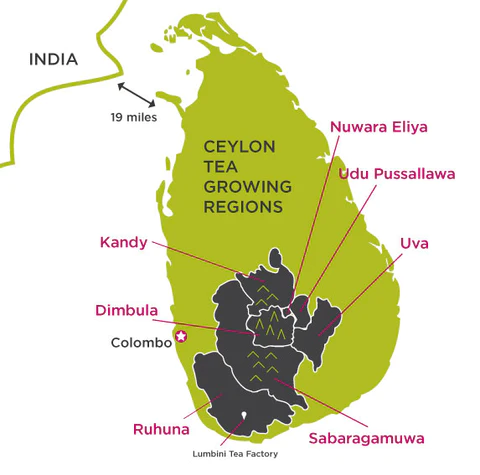 INDIA
19 miles
CEYLON
TEA
GROWING
REGIONS
Nuwara Eliya
Udu Pussallawa
Kandy
Uva
Dimbula
Colombo
Ruhuna
Sabaragamuwa
Lumbini Tea Factory